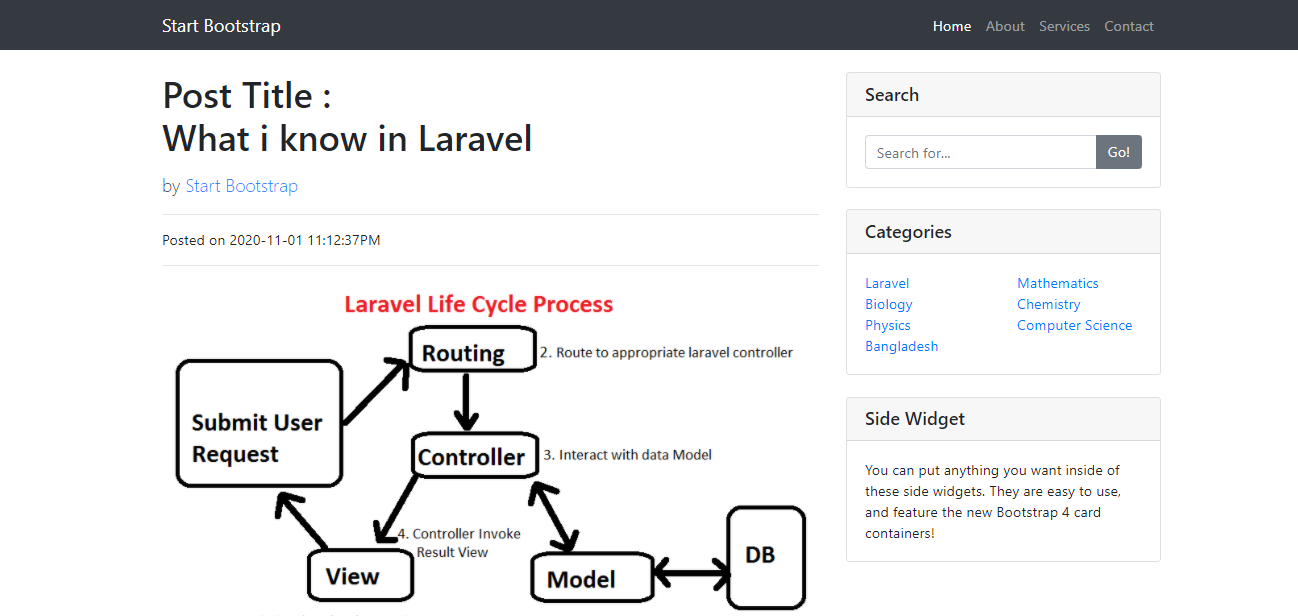 Start Bootstrap
Home About Services Contact
Post Title :
What i know in Laravel
by Start Bootstrap
Posted on 2020-11-01 11:12:37PM
Laravel Life Cycle Process
Routing
2. Route to appropriate laravel controller
Submit User
Request
Controller
3. Interact with data Model
4. Controller Invoke
Result View
View
Model
DB
Search
Search for...
Go!
Categories
Laravel
Biology
Physics
Bangladesh
Mathematics
Chemistry
Computer Science
Side Widget
You can put anything you want inside of
these side widgets. They are easy to use,
and feature the new Bootstrap 4 card
containers!